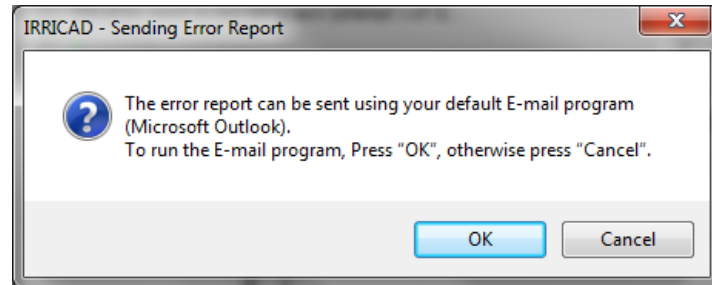 IRRICAD - Sending Error Report
The error report can be sent using your default E-mail program
(Microsoft Outlook).
To run the E-mail program, Press “OK”, otherwise press “Cancel”.
OK Cancel